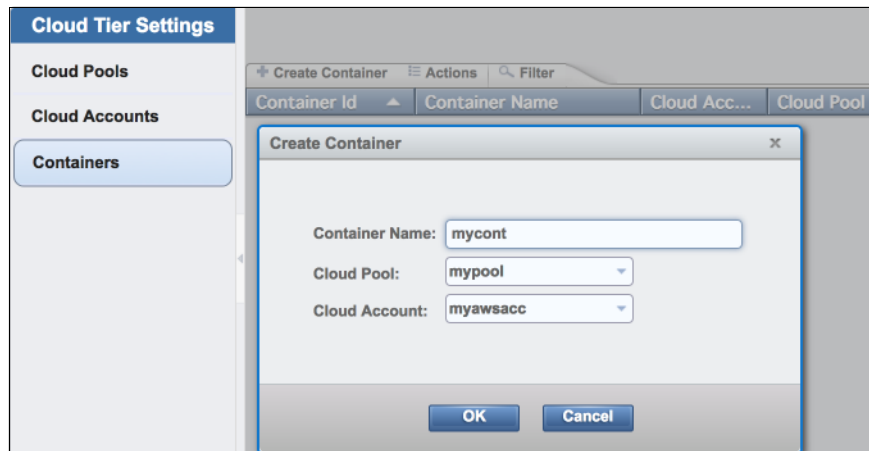 Cloud Tier Settings
Cloud Pools
Cloud Accounts
Containers
Create Container Actions Filter
Container Id Container Name Cloud Acc... Cloud Pool
Create Container x
Container Name: mycont
Cloud Pool: mypool
Cloud Account: myawsacc
OK Cancel